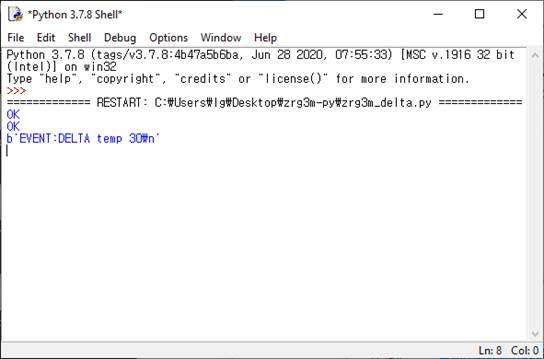 *Python 3.7.8 Shell*
File Edit Shell Debug Options Window Help
Python 3.7.8 (tags/v3.7.8:4b47a5b6ba, Jun 28 2020, 07:55:33) [MSC v.1916 32 bit
(Intel)] on win32
Type "help", "copyright", "credits" or "license()" for more information.
>>>
============= RESTART: C:₩Users₩lg₩Desktop₩zrg3m-py₩zrg3m_delta.py =============
OK
OK
b'EVENT:DELTA temp 30₩n'
Ln: 8 Col: 0